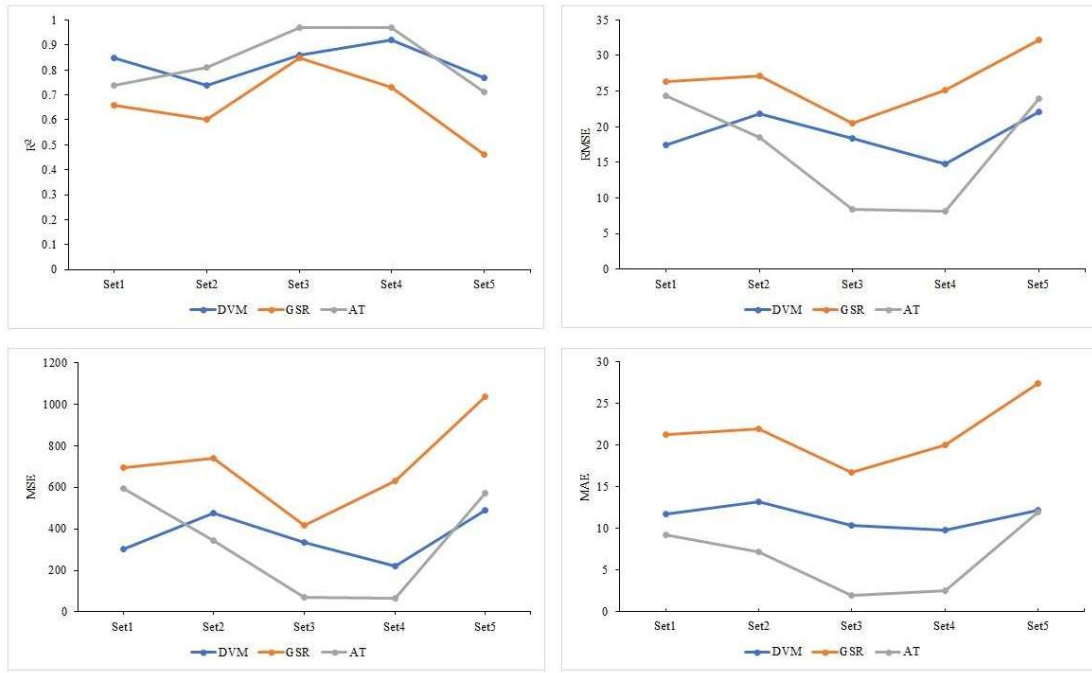 1
0.9
0.8
0.7
0.6
0.5
0.4
0.3
0.2
0.1
0
R²
Set1 Set2 Set3 Set4 Set5
DVM GSR AT
35
30
25
20
15
10
5
0
RMSE
Set1 Set2 Set3 Set4 Set5
DVM GSR AT
1200
1000
800
600
400
200
0
MSE
Set1 Set2 Set3 Set4 Set5
DVM GSR AT
30
25
20
15
10
5
0
MAE
Set1 Set2 Set3 Set4 Set5
DVM GSR AT